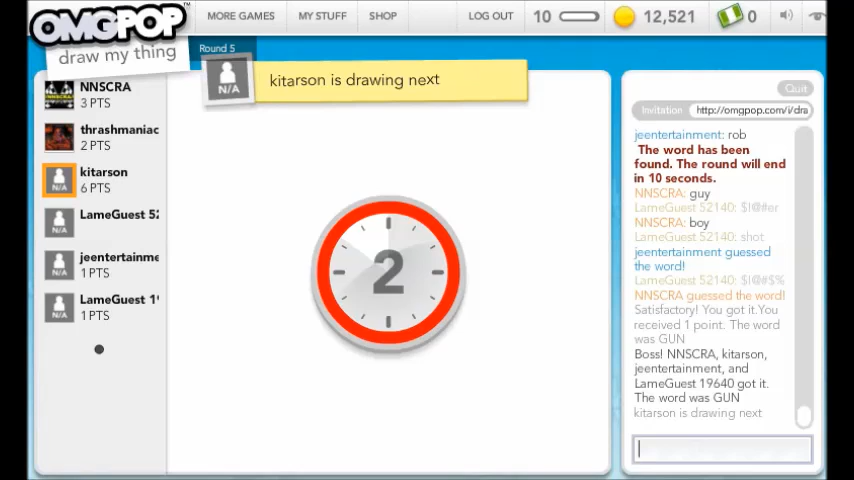 OMGPOP™
draw my thing
MORE GAMES
MY STUFF
SHOP
LOG OUT
10
12,521
0
Round 5
N/A
kitarson is drawing next
NNSCRA
3 PTS
thrashmaniac
2 PTS
N/A
kitarson
6 PTS
N/A
LameGuest 52
N/A
jeentertainme
1 PTS
N/A
LameGuest 19
1 PTS
2
Quit
Invitation
http://omgpop.com/i/dra
jeentertainment: rob
The word has been
found. The round will end
in 10 seconds.
NNSCRA: guy
LameGuest 52140: $!@#er
NNSCRA: boy
LameGuest 52140: shot
jeentertainment guessed
the word!
LameGuest 52140: $!@#$%
NNSCRA guessed the word!
Satisfactory! You got it.You
received 1 point. The word
was GUN
Boss! NNSCRA, kitarson,
jeentertainment, and
LameGuest 19640 got it.
The word was GUN
kitarson is drawing next